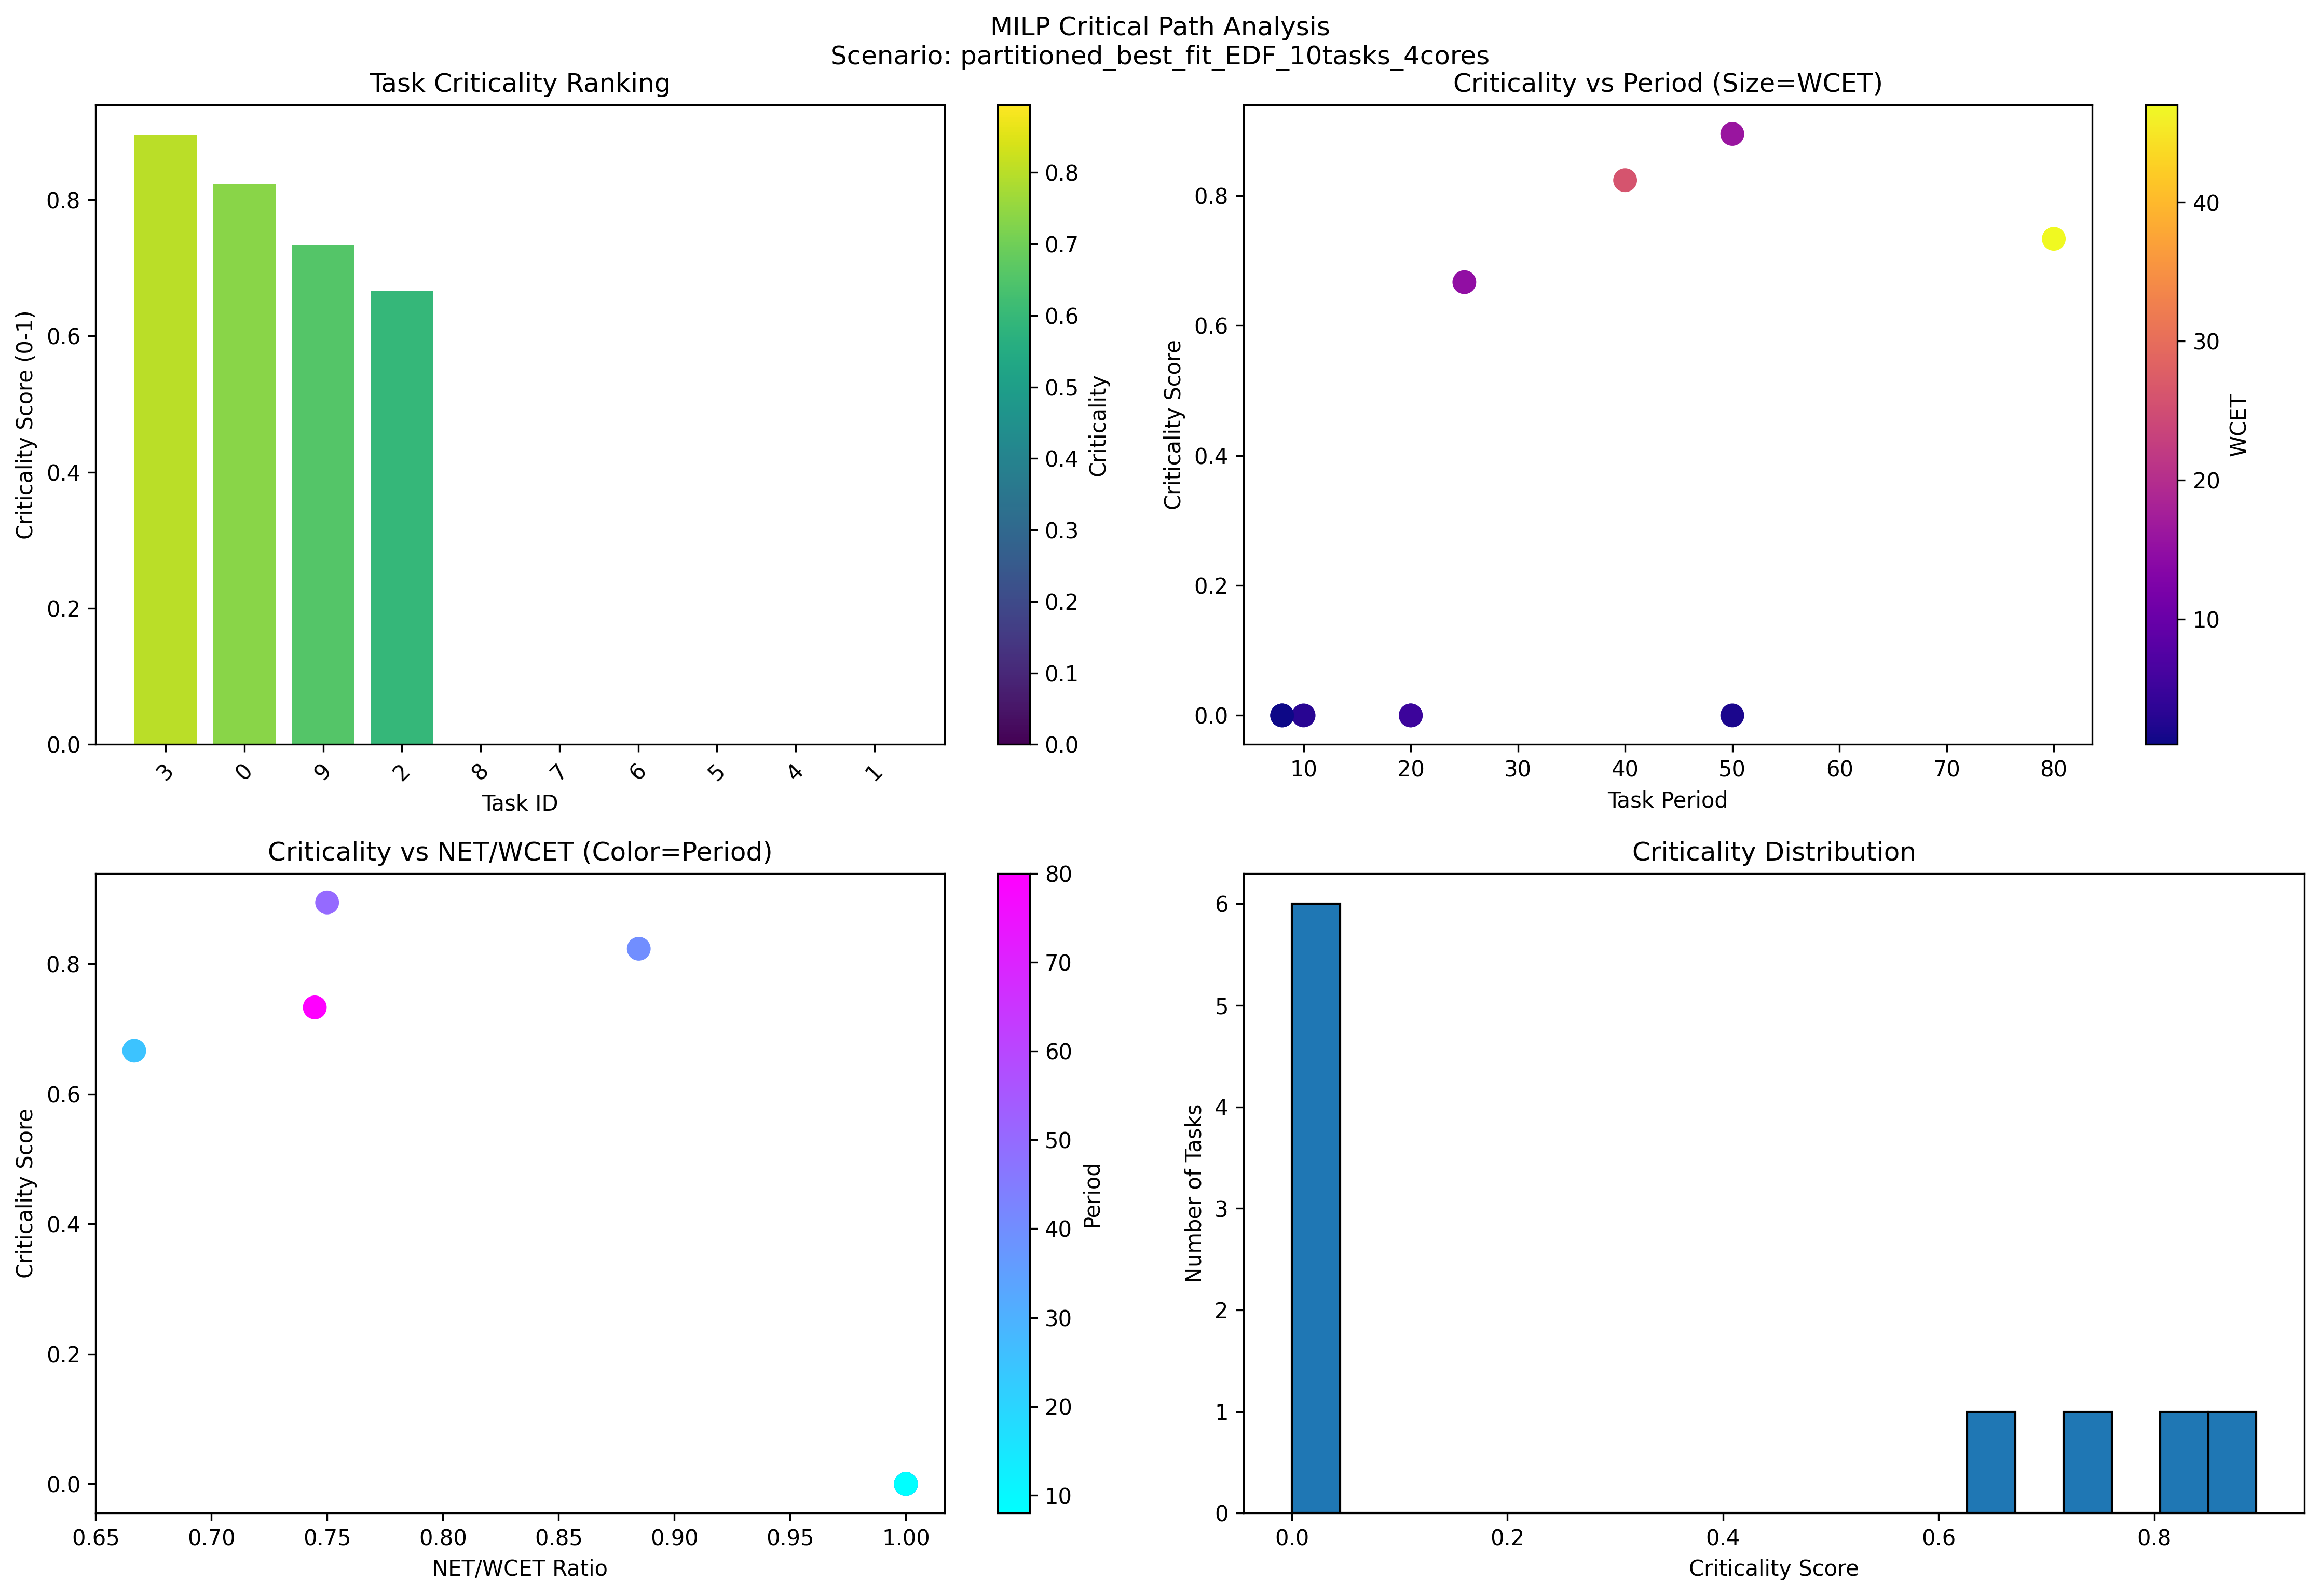 MILP Critical Path Analysis
Scenario: partitioned_best_fit_EDF_10tasks_4cores
Task Criticality Ranking
Criticality Score (0-1)
0.8
0.6
0.4
0.2
0.0
3 0 9 2 8 7 6 5 4 1
Task ID
0.8
0.7
0.6
0.5
0.4
0.3
0.2
0.1
0.0
Criticality
Criticality vs Period (Size=WCET)
Criticality Score
0.8
0.6
0.4
0.2
0.0
10 20 30 40 50 60 70 80
Task Period
40
30
20
10
WCET
Criticality vs NET/WCET (Color=Period)
Criticality Score
0.8
0.6
0.4
0.2
0.0
0.65 0.70 0.75 0.80 0.85 0.90 0.95 1.00
NET/WCET Ratio
80
70
60
50
40
30
20
10
Period
Criticality Distribution
Number of Tasks
6
5
4
3
2
1
0
0.0 0.2 0.4 0.6 0.8
Criticality Score